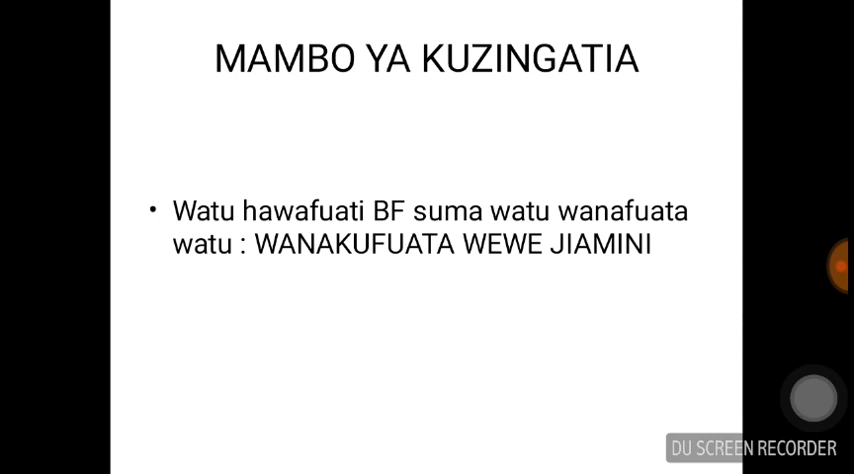 MAMBO YA KUZINGATIA
• Watu hawafuati BF suma watu wanafuata
watu : WANAKUFUATA WEWE JIAMINI
DU SCREEN RECORDER